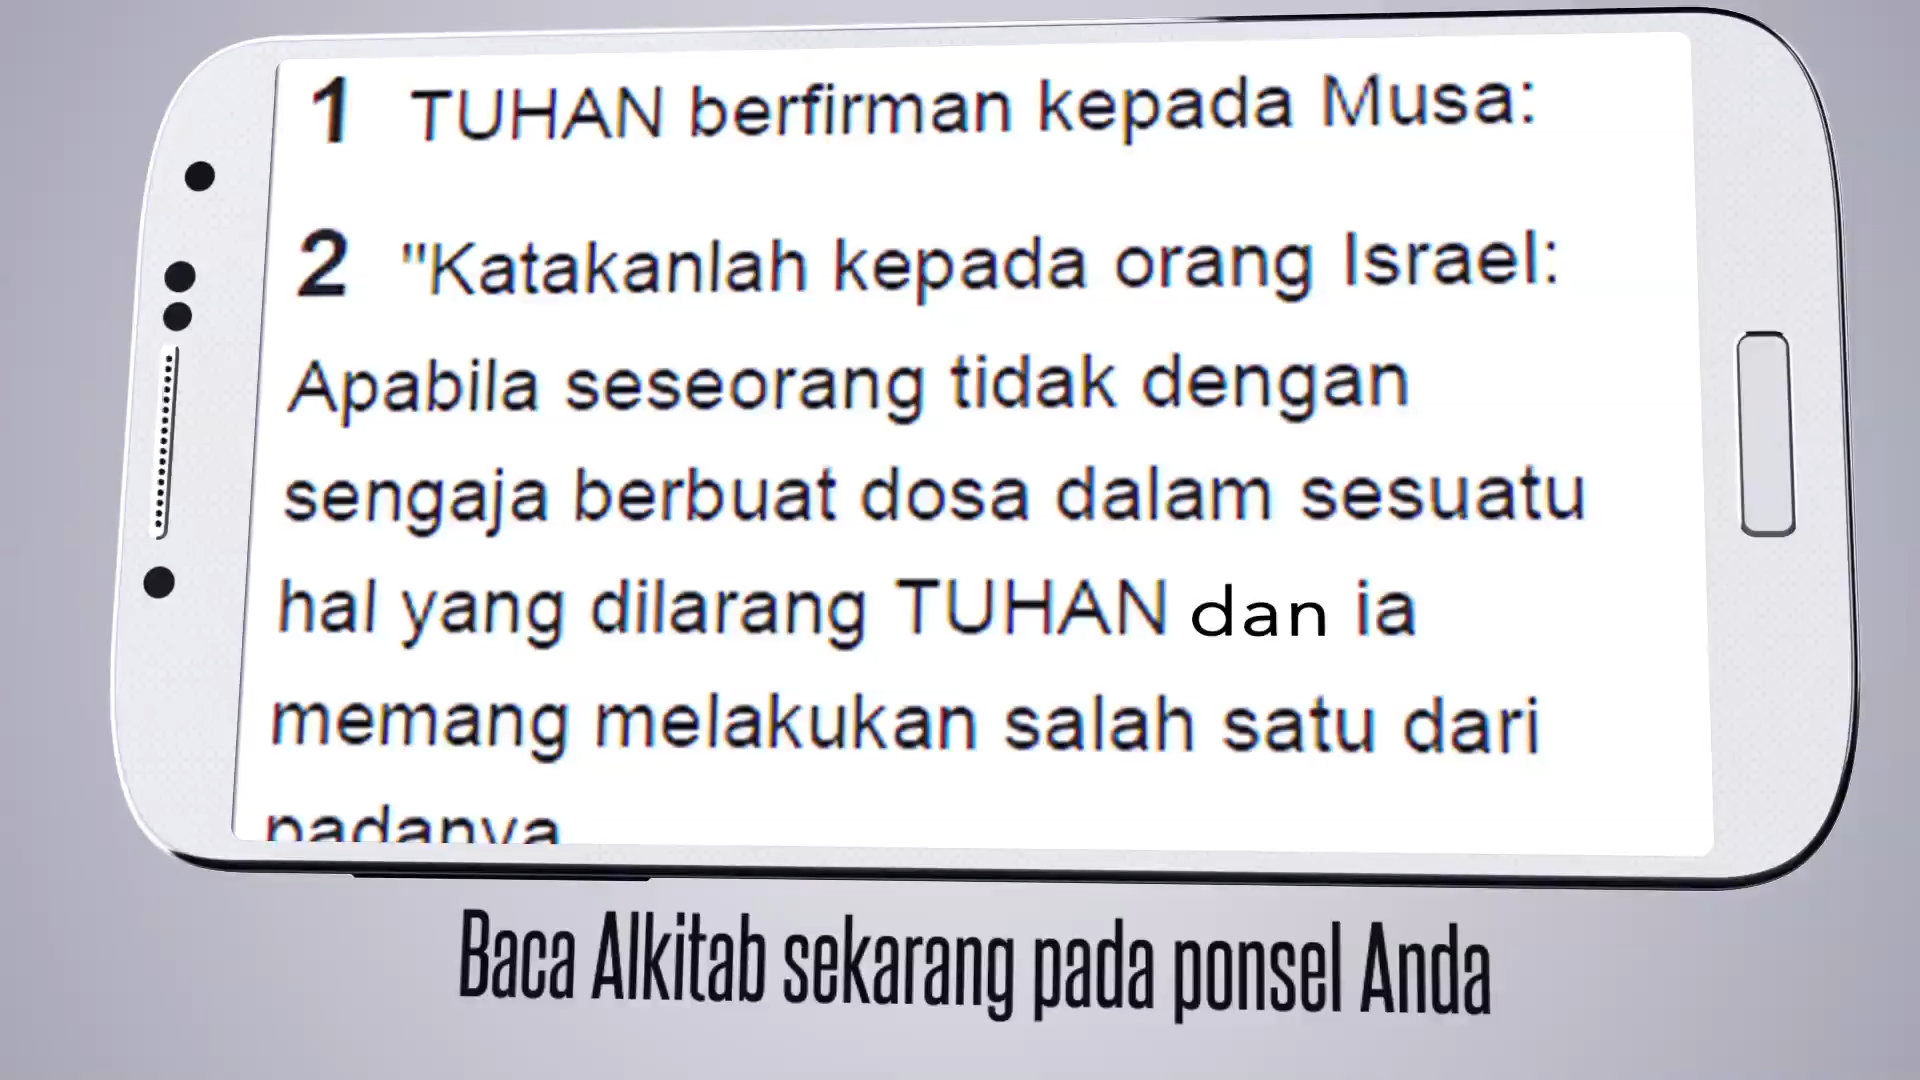 1 TUHAN berfirman kepada Musa:
2 "Katakanlah kepada orang Israel:
Apabila seseorang tidak dengan
sengaja berbuat dosa dalam sesuatu
hal yang dilarang TUHAN dan ia
memang melakukan salah satu dari
padanya
Baca Alkitab sekarang pada ponsel Anda